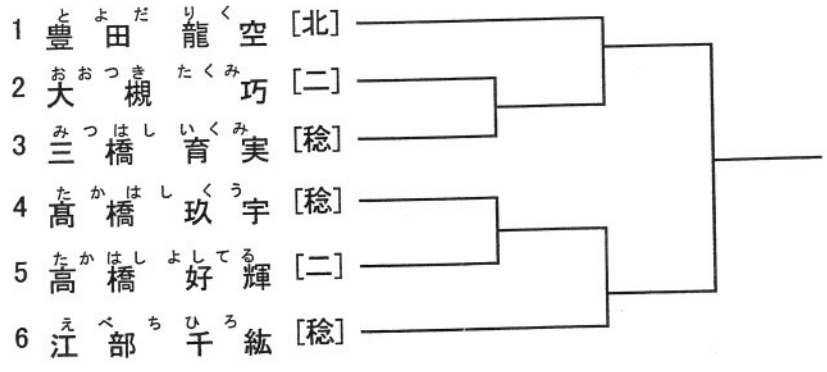 とよだ りく
1 豊田 龍空 [北]
おおつき たくみ
2 大槻 巧 [二]
みつはし いくみ
3 三橋 育実 [稔]
たかはし くう
4 髙橋 玖宇 [稔]
たかはし よしてる
5 高橋 好輝 [二]
えべ ちひろ
6 江部 千紘 [稔]